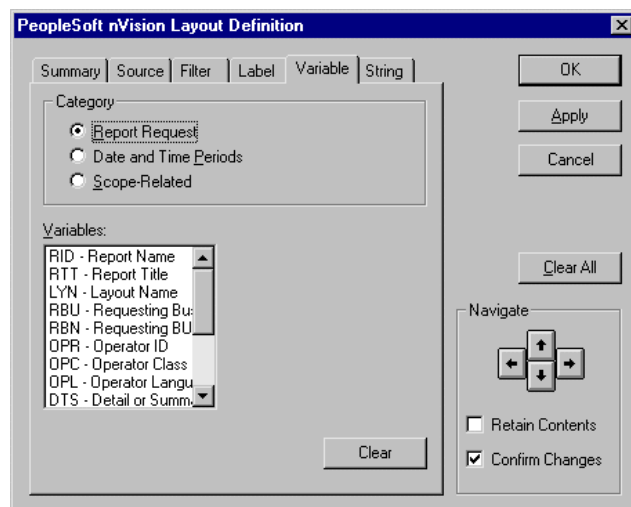 PeopleSoft nVision Layout Definition
Summary Source Filter Label Variable String
Category
Report Request
Date and Time Periods
Scope-Related
Variables:
RID - Report Name
RTT - Report Title
LYN - Layout Name
RBU - Requesting Bu
RBN - Requesting BU
OPR - Operator ID
OPC - Operator Class
OPL - Operator Langu
DTS - Detail or Summ
Clear
OK
Apply
Cancel
Clear All
Navigate
Retain Contents
Confirm Changes